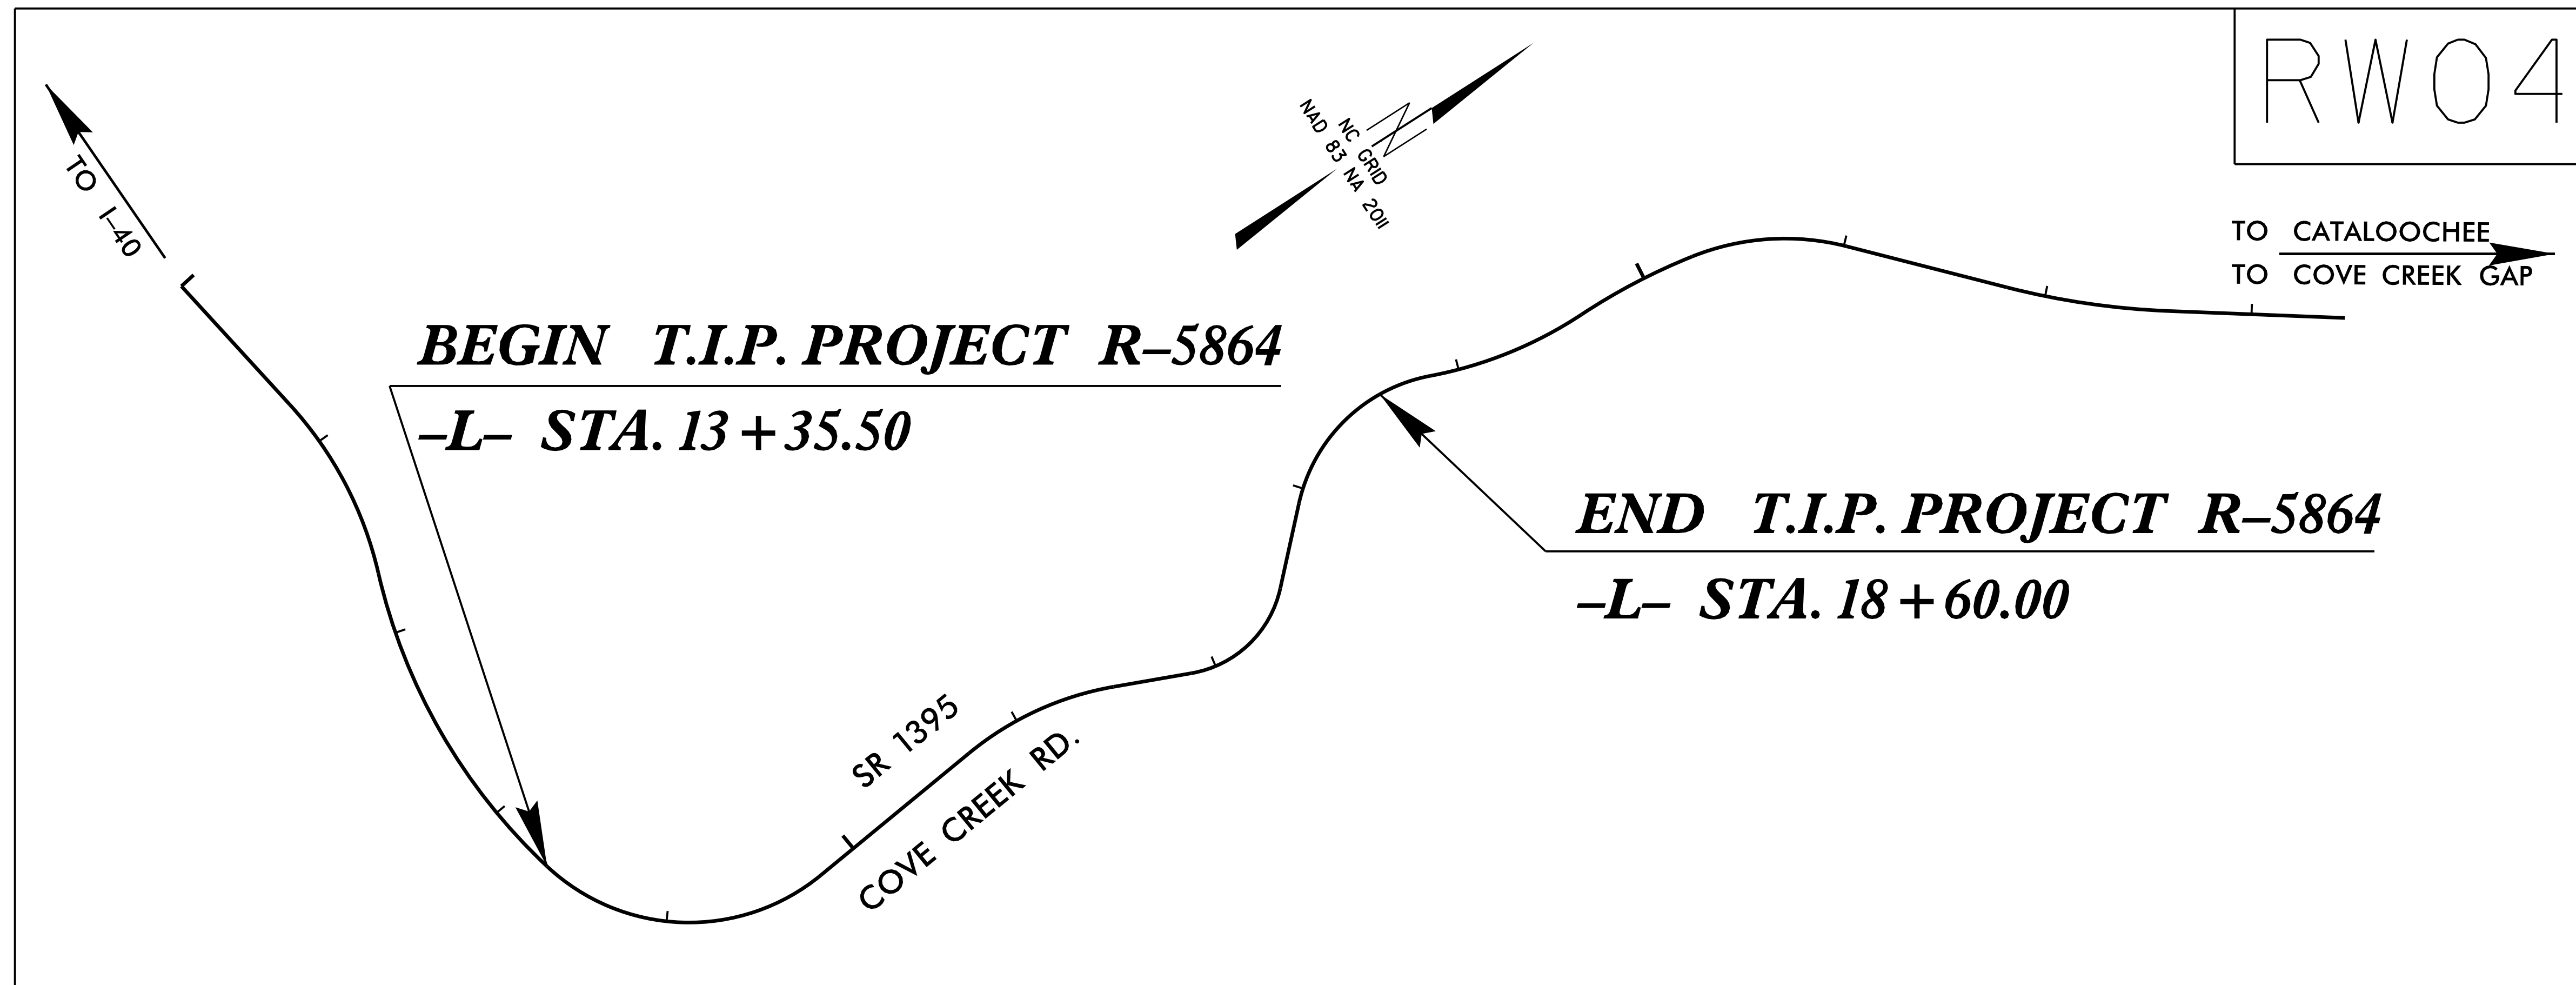 RW04
TO I-40
N
NC GRID
NAD 83 NA 2011
TO CATALOOCHEE
TO COVE CREEK GAP
BEGIN T.I.P. PROJECT R-5864
-L- STA. 13+35.50
END T.I.P. PROJECT R-5864
-L- STA. 18+60.00
SR 1395
COVE CREEK RD.